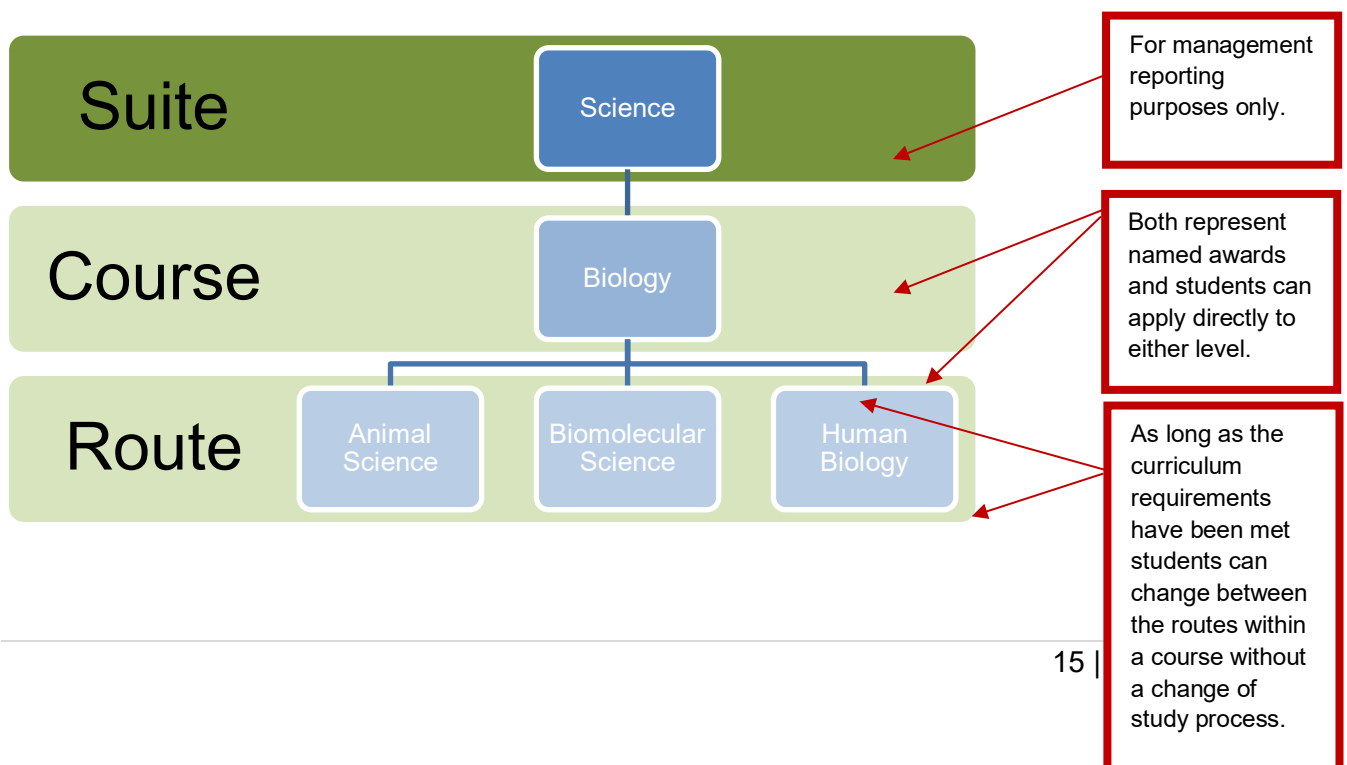 Suite
Science
For management
reporting
purposes only.
Course
Biology
Both represent
named awards
and students can
apply directly to
either level.
Route
Animal
Science
Biomolecular
Science
Human
Biology
As long as the
curriculum
requirements
have been met
students can
change between
the routes within
a course without
a change of
study process.
15 |